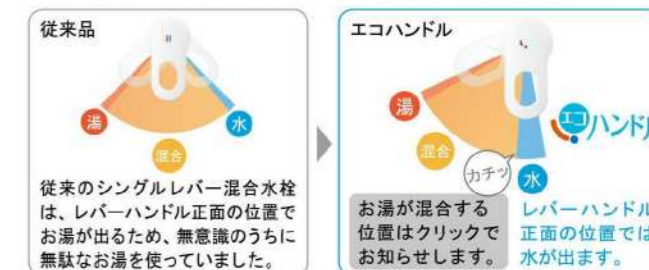 従来品
湯
水
混合
従来のシングルレバー混合水栓
は、レバーハンドル正面の位置で
お湯が出るため、無意識のうちに
無駄なお湯を使っていました。
エコハンドル
湯
混合
カチッ
水
エコハンドル
お湯が混合する
位置はクリックで
お知らせします。
レバーハンドル
正面の位置では
水が出ます。